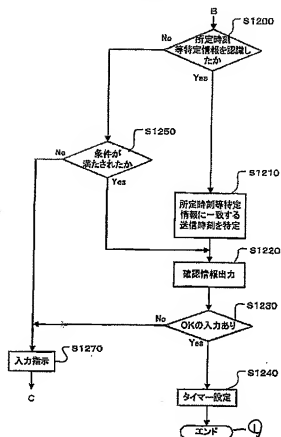 B
S1200
所定時刻
等特定情報を認識し
たか
No
Yes
S1250
条件が
満たされたか
No
Yes
S1210
所定時刻等特定
情報に一致する
送信時刻を特定
S1220
確認情報出力
S1230
OKの入力あり
No
Yes
S1270
入力指示
C
S1240
タイマー設定
エンド
①